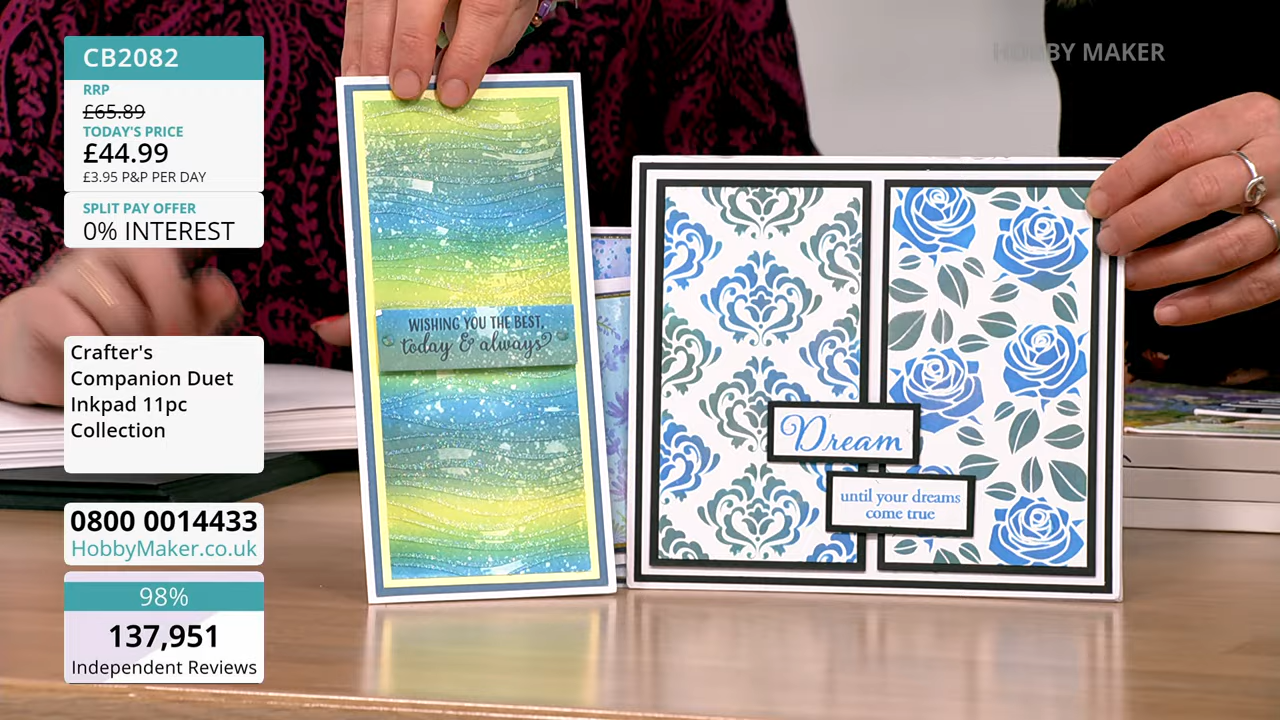 CB2082
RRP
£65.89
TODAY'S PRICE
£44.99
£3.95 P&P PER DAY
SPLIT PAY OFFER
0% INTEREST
Crafter's
Companion Duet
Inkpad 11pc
Collection
0800 0014433
HobbyMaker.co.uk
98%
137,951
Independent Reviews
HOBBY MAKER
WISHING YOU THE BEST,
today & always
Dream
until your dreams
come true